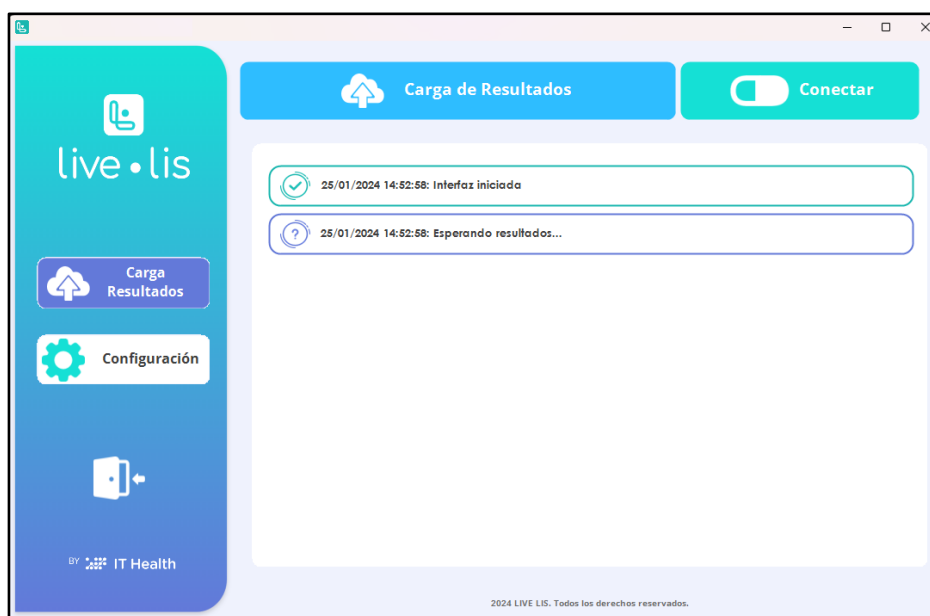 live•lis
Carga
Resultados
Configuración
BY IT Health
Carga de Resultados
Conectar
25/01/2024 14:52:58: Interfaz iniciada
25/01/2024 14:52:58: Esperando resultados...
2024 LIVE LIS. Todos los derechos reservados.